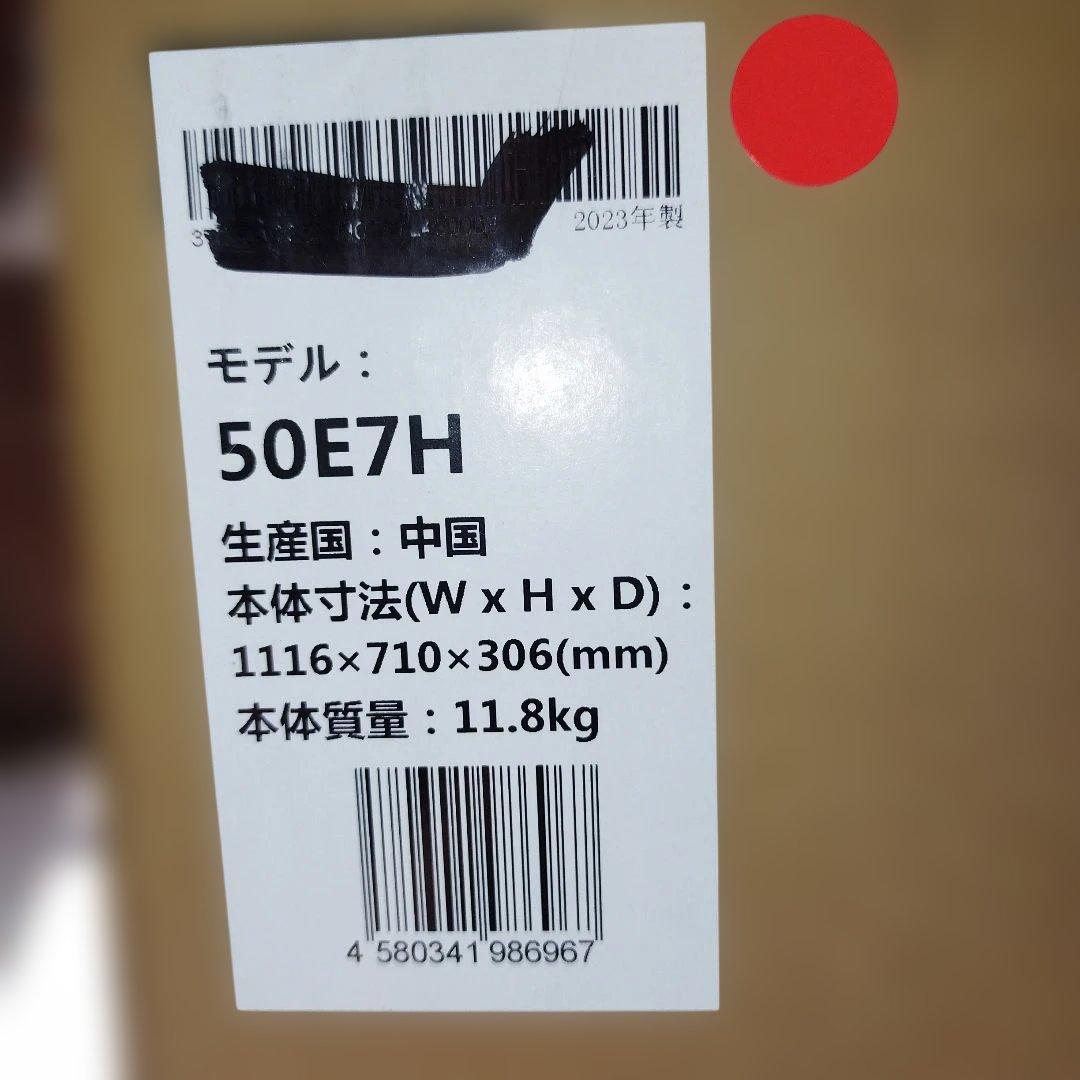 2023年製
モデル：
50E7H
生産国：中国
本体寸法(W x H x D)：
1116×710×306(mm)
本体質量：11.8kg
4 580341 986967